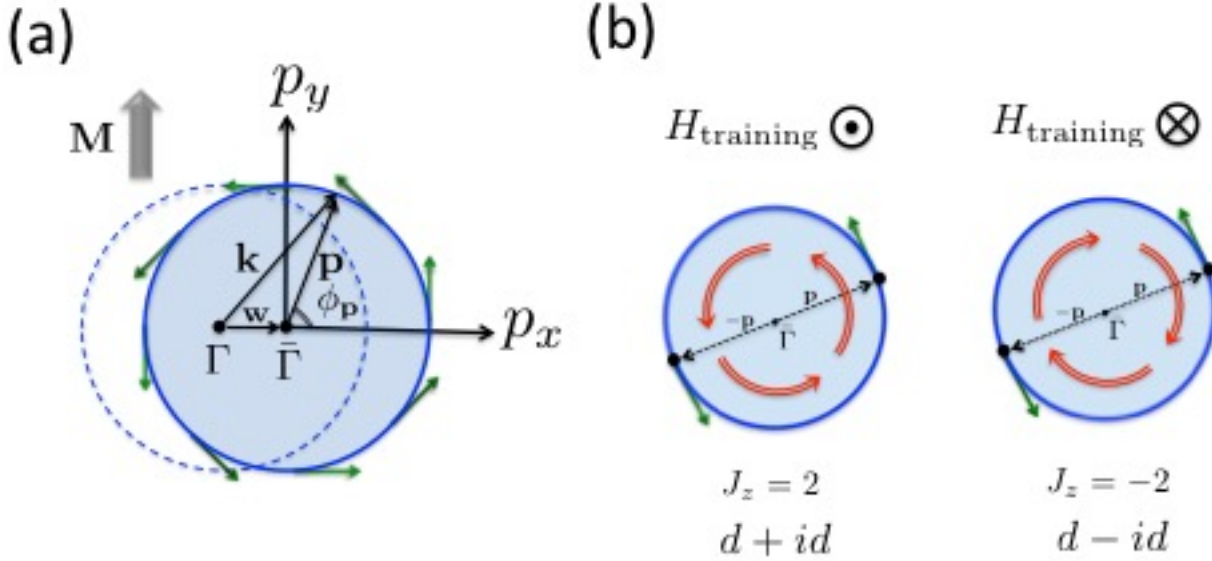 (a)
(b)
M
p_y
k
p
ϕ_p
w
Γ
Γ̄
p_x
H_training ⊙
H_training ⊗
p
−p
Γ̄
p
−p
Γ̄
J_z = 2
d + id
J_z = −2
d − id